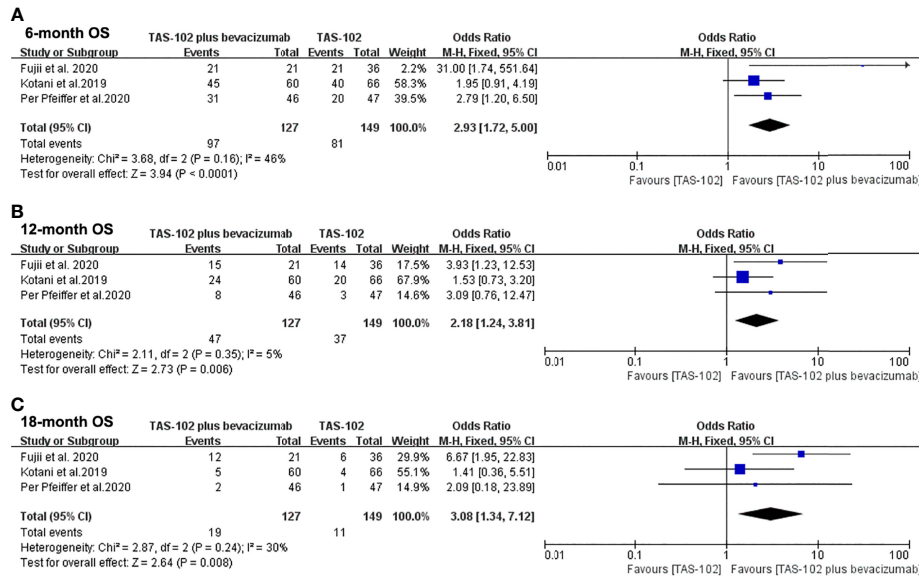 A
6-month OS
TAS-102 plus bevacizumab TAS-102 Odds Ratio Odds Ratio
Study or Subgroup Events Total Events Total Weight M-H, Fixed, 95% CI M-H, Fixed, 95% CI
Fujii et al. 2020 21 21 21 36 2.2% 31.00 [1.74, 551.64]
Kotani et al.2019 45 60 40 66 58.3% 1.95 [0.91, 4.19]
Per Pfeiffer et al.2020 31 46 20 47 39.5% 2.79 [1.20, 6.50]
Total (95% CI) 127 149 100.0% 2.93 [1.72, 5.00]
Total events 97 81
Heterogeneity: Chi² = 3.68, df = 2 (P = 0.16); I² = 46%
Test for overall effect: Z = 3.94 (P < 0.0001)
0.01 0.1 1 10 100
Favours [TAS-102] Favours [TAS-102 plus bevacizumab]
B
12-month OS
TAS-102 plus bevacizumab TAS-102 Odds Ratio Odds Ratio
Study or Subgroup Events Total Events Total Weight M-H, Fixed, 95% CI M-H, Fixed, 95% CI
Fujii et al. 2020 15 21 14 36 17.5% 3.93 [1.23, 12.53]
Kotani et al.2019 24 60 20 66 67.9% 1.53 [0.73, 3.20]
Per Pfeiffer et al.2020 8 46 3 47 14.6% 3.09 [0.76, 12.47]
Total (95% CI) 127 149 100.0% 2.18 [1.24, 3.81]
Total events 47 37
Heterogeneity: Chi² = 2.11, df = 2 (P = 0.35); I² = 5%
Test for overall effect: Z = 2.73 (P = 0.006)
0.01 0.1 1 10 100
Favours [TAS-102] Favours [TAS-102 plus bevacizumab]
C
18-month OS
TAS-102 plus bevacizumab TAS-102 Odds Ratio Odds Ratio
Study or Subgroup Events Total Events Total Weight M-H, Fixed, 95% CI M-H, Fixed, 95% CI
Fujii et al. 2020 12 21 6 36 29.9% 6.67 [1.95, 22.83]
Kotani et al.2019 5 60 4 66 55.1% 1.41 [0.36, 5.51]
Per Pfeiffer et al.2020 2 46 1 47 14.9% 2.09 [0.18, 23.89]
Total (95% CI) 127 149 100.0% 3.08 [1.34, 7.12]
Total events 19 11
Heterogeneity: Chi² = 2.87, df = 2 (P = 0.24); I² = 30%
Test for overall effect: Z = 2.64 (P = 0.008)
0.01 0.1 1 10 100
Favours [TAS-102] Favours [TAS-102 plus bevacizumab]